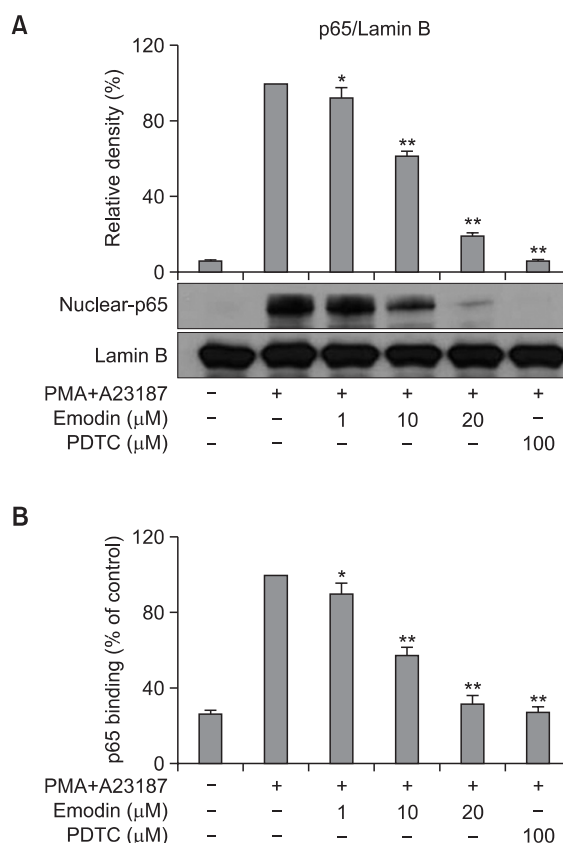 A
p65/Lamin B
Relative density (%)
120
80
40
0
*
**
**
**
Nuclear-p65
Lamin B
PMA+A23187 – + + + + +
Emodin (μM) – – 1 10 20 –
PDTC (μM) – – – – – 100
B
p65 binding (% of control)
120
80
40
0
*
**
**
**
PMA+A23187 – + + + + +
Emodin (μM) – – 1 10 20 –
PDTC (μM) – – – – – 100